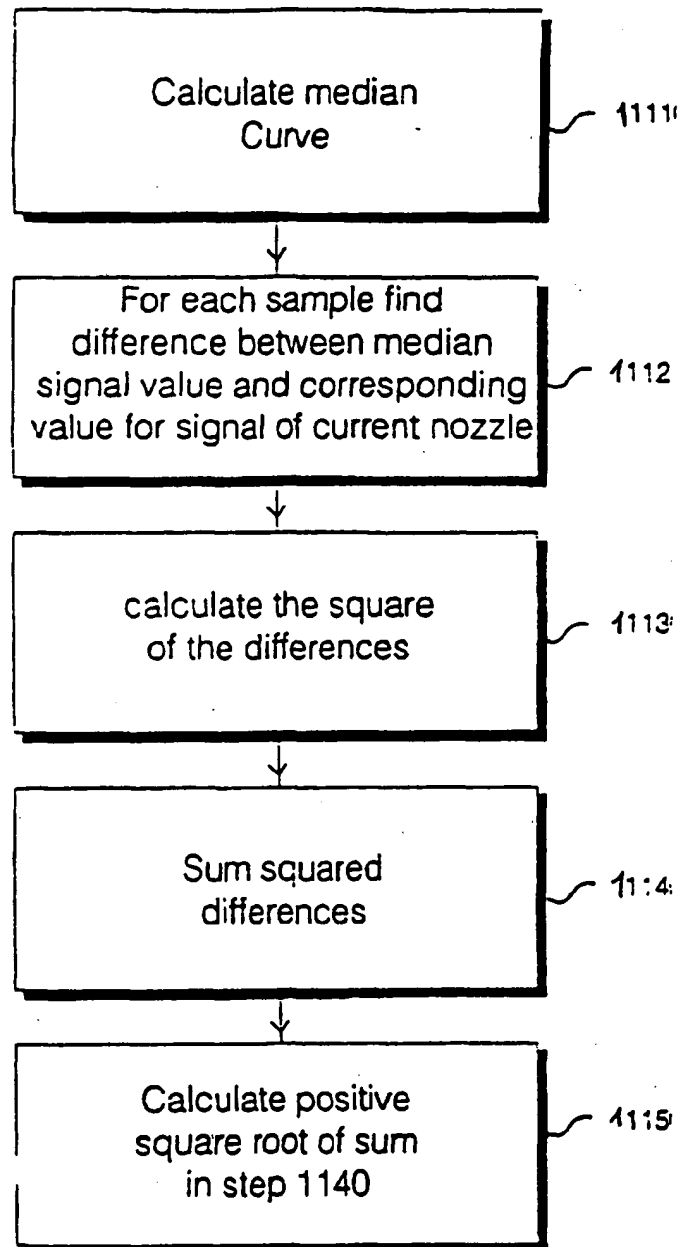 Calculate median
Curve
For each sample find
difference between median
signal value and corresponding
value for signal of current nozzle
1112
calculate the square
of the differences
1113
Sum squared
differences
Calculate positive
square root of sum
in step 1140
1115